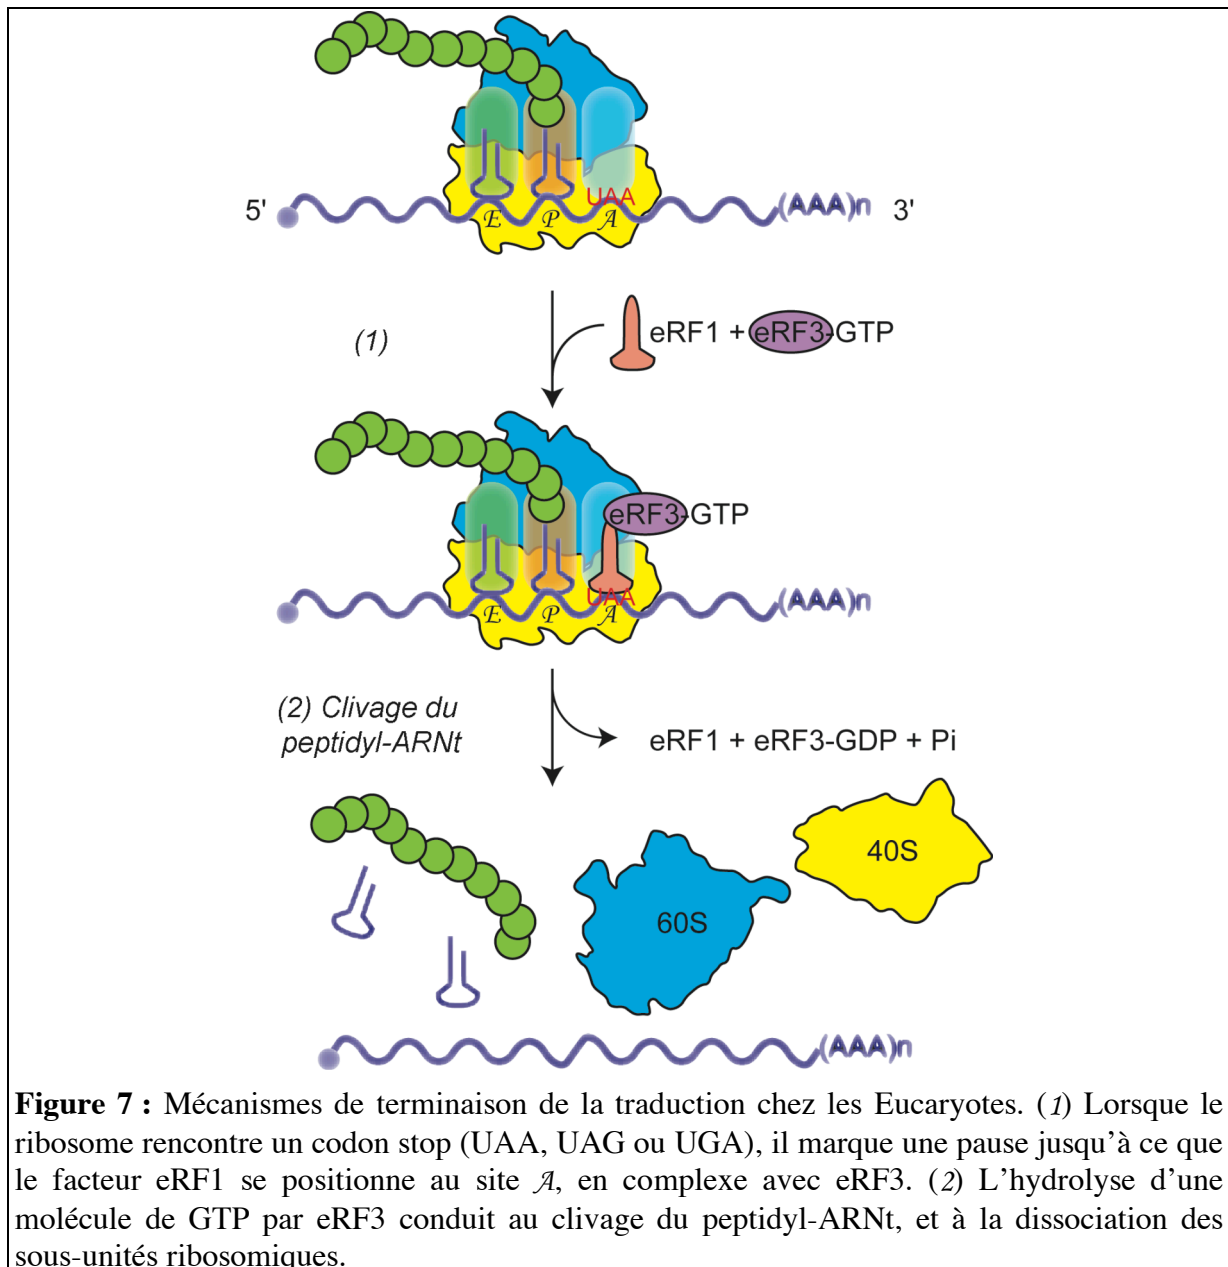 UAA
5'
(AAA)n
3'
E P A
(1)
eRF1 + eRF3-GTP
eRF3-GTP
UAA
(AAA)n
E P A
(2) Clivage du
peptidyl-ARNt
eRF1 + eRF3-GDP + Pi
40S
60S
(AAA)n
Figure 7 : Mécanismes de terminaison de la traduction chez les Eucaryotes. (1) Lorsque le
ribosome rencontre un codon stop (UAA, UAG ou UGA), il marque une pause jusqu’à ce que
le facteur eRF1 se positionne au site A, en complexe avec eRF3. (2) L’hydrolyse d’une
molécule de GTP par eRF3 conduit au clivage du peptidyl-ARNt, et à la dissociation des
sous-unités ribosomiques.